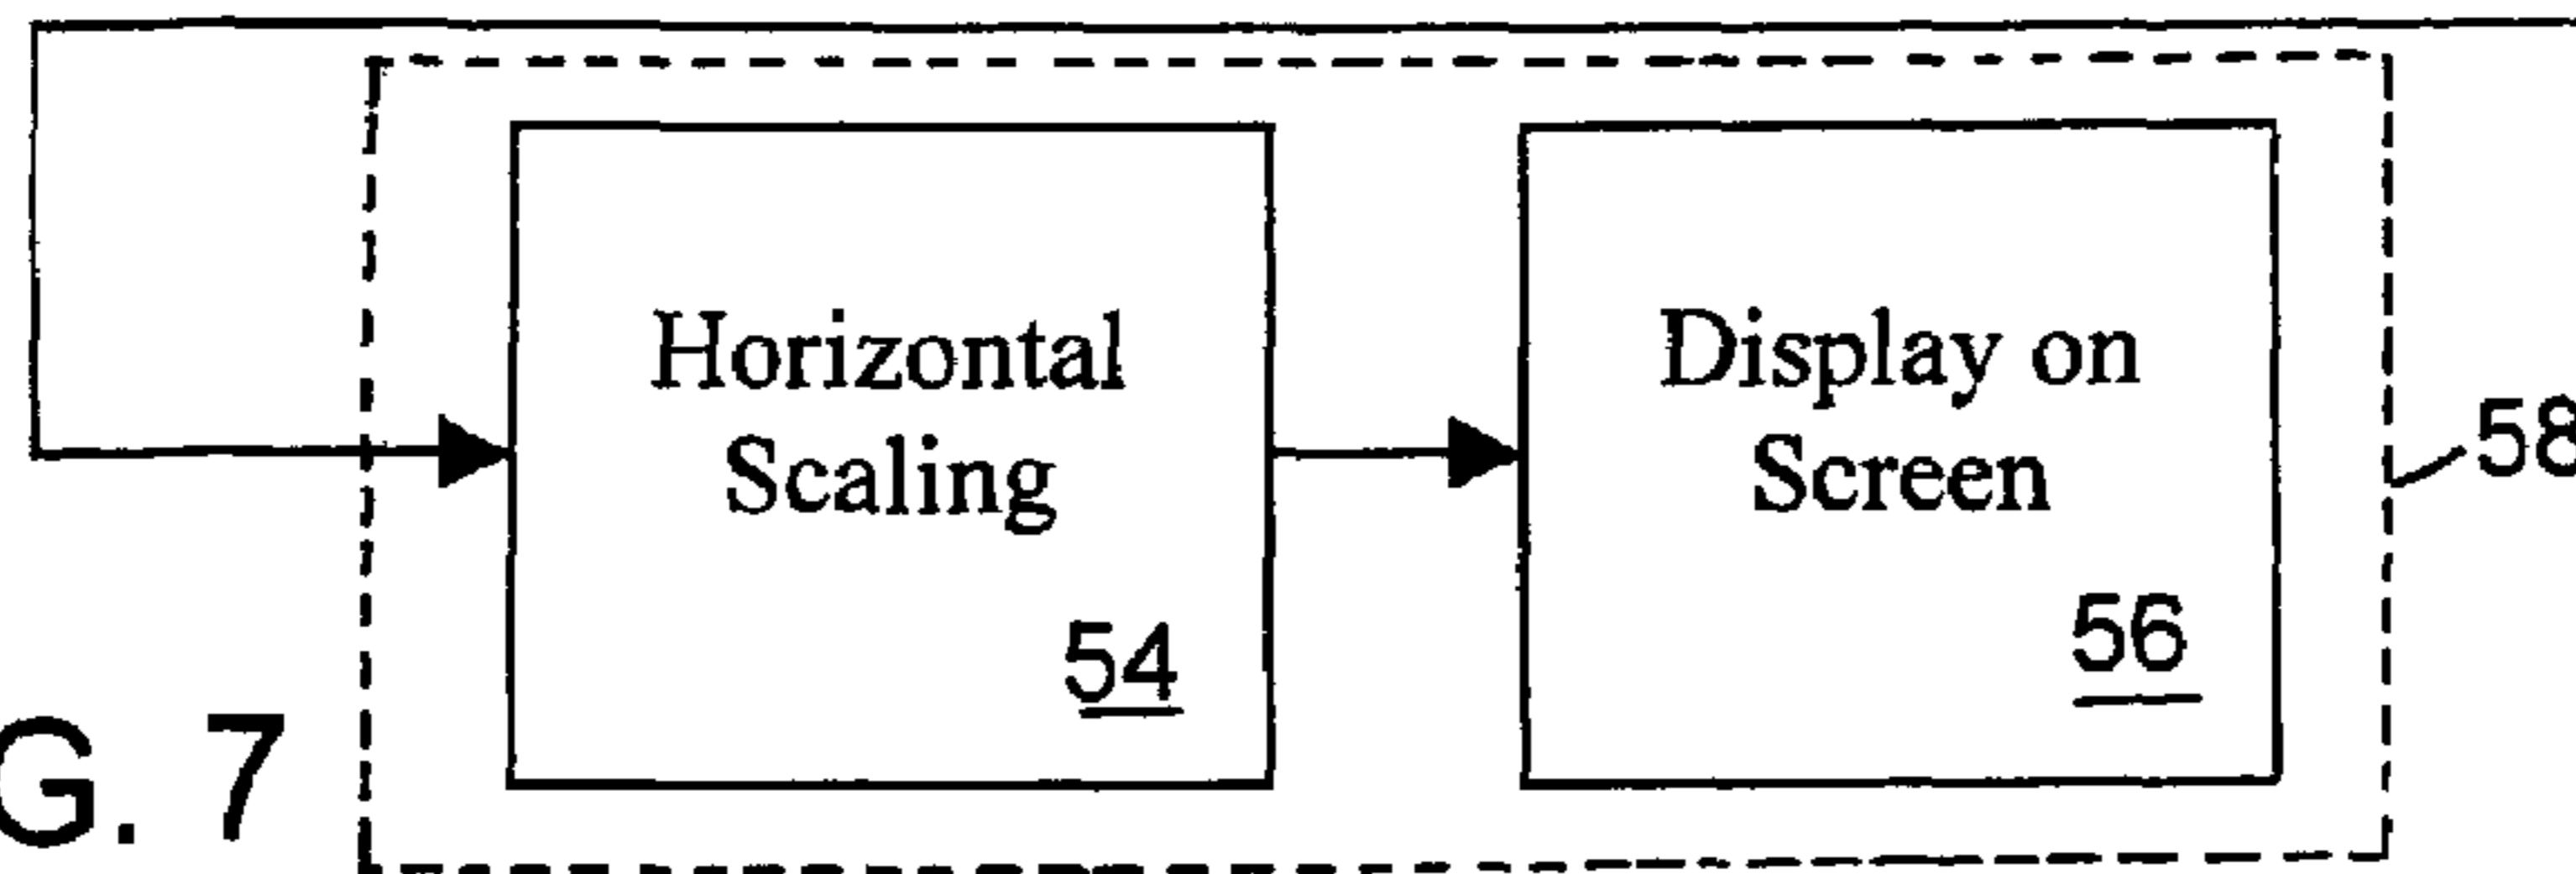 Horizontal
Scaling
54
Display on
Screen
56
58
G. 7